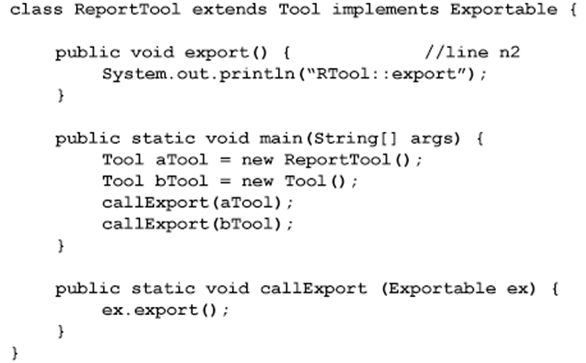 class ReportTool extends Tool implements Exportable {
public void export() { //line n2
System.out.println(“RTool::export”);
}
public static void main(String[] args) {
Tool aTool = new ReportTool();
Tool bTool = new Tool();
callExport(aTool);
callExport(bTool);
}
public static void callExport (Exportable ex) {
ex.export();
}
}